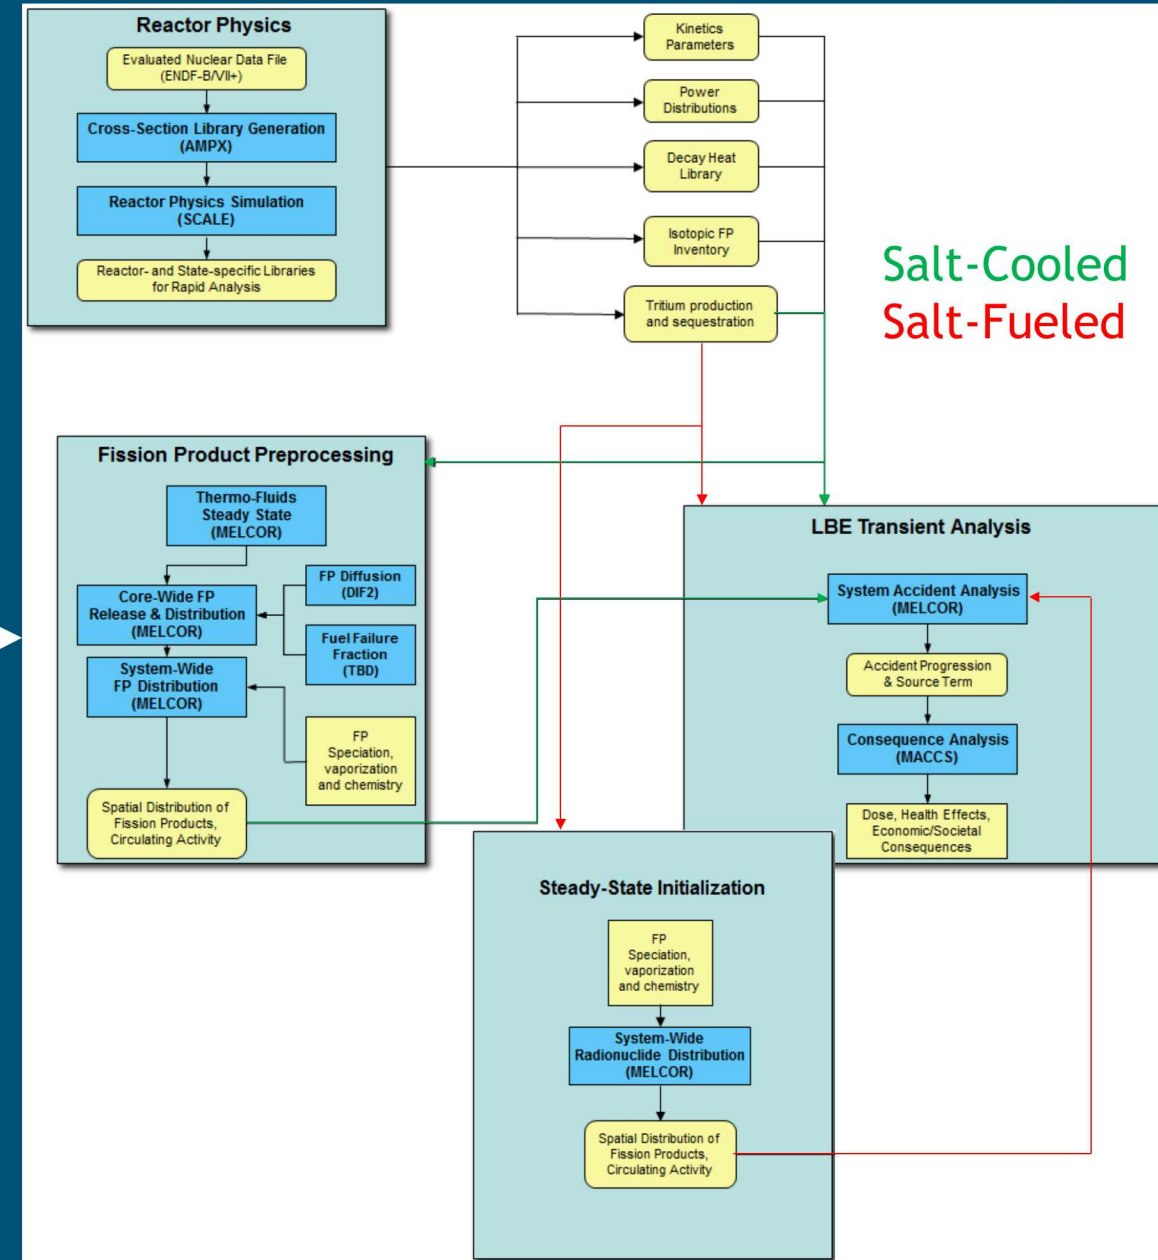 Reactor Physics
Evaluated Nuclear Data File
(ENDF-B/VII+)
Cross-Section Library Generation
(AMPX)
Reactor Physics Simulation
(SCALE)
Reactor- and State-specific Libraries
for Rapid Analysis
Kinetics
Parameters
Power
Distributions
Decay Heat
Library
Isotopic FP
Inventory
Tritium production
and sequestration
Salt-Cooled
Salt-Fueled
Fission Product Preprocessing
Thermo-Fluids
Steady State
(MELCOR)
Core-Wide FP
Release & Distribution
(MELCOR)
FP Diffusion
(DIF2)
Fuel Failure
Fraction
(TBD)
System-Wide
FP Distribution
(MELCOR)
FP
Speciation,
vaporization
and chemistry
Spatial Distribution of
Fission Products,
Circulating Activity
LBE Transient Analysis
System Accident Analysis
(MELCOR)
Accident Progression
& Source Term
Consequence Analysis
(MACCS)
Dose, Health Effects,
Economic/Societal
Consequences
Steady-State Initialization
FP
Speciation,
vaporization
and chemistry
System-Wide
Radionuclide Distribution
(MELCOR)
Spatial Distribution of
Fission Products,
Circulating Activity